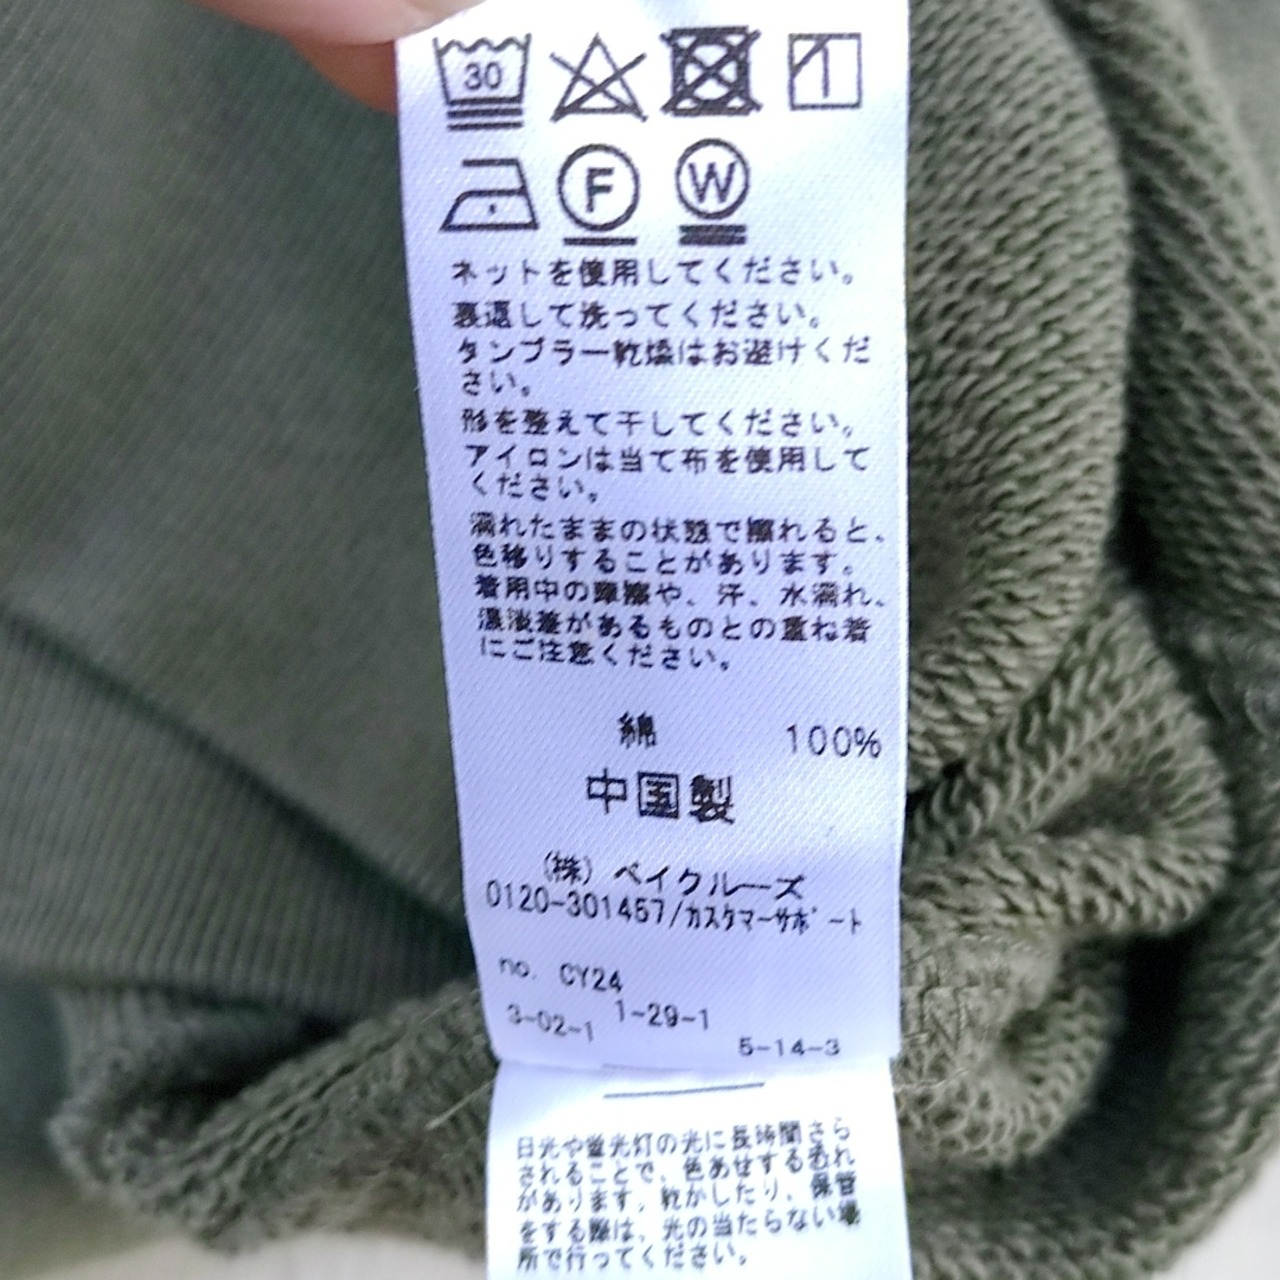 30
F W
ネットを使用してください。
裏返して洗ってください。
タンブラー乾燥はお避けくだ
さい。
形を整えて干してください。
アイロンは当て布を使用して
ください。
濡れたままの状態で擦れると、
色移りすることがあります。
着用中の摩擦や、汗、水濡れ、
濃淡差があるものとの重ね着
にご注意ください。
綿 100%
中国製
(株)ベイクルーズ
0120-301457/カスタマーサポート
no. CY24
3-02-1 1-29-1
5-14-3
日光や蛍光灯の光に長時間さら
されることで、色あせする恐れ
があります。乾かしたり、保管
をする際は、光の当たらない場
所で行ってください。